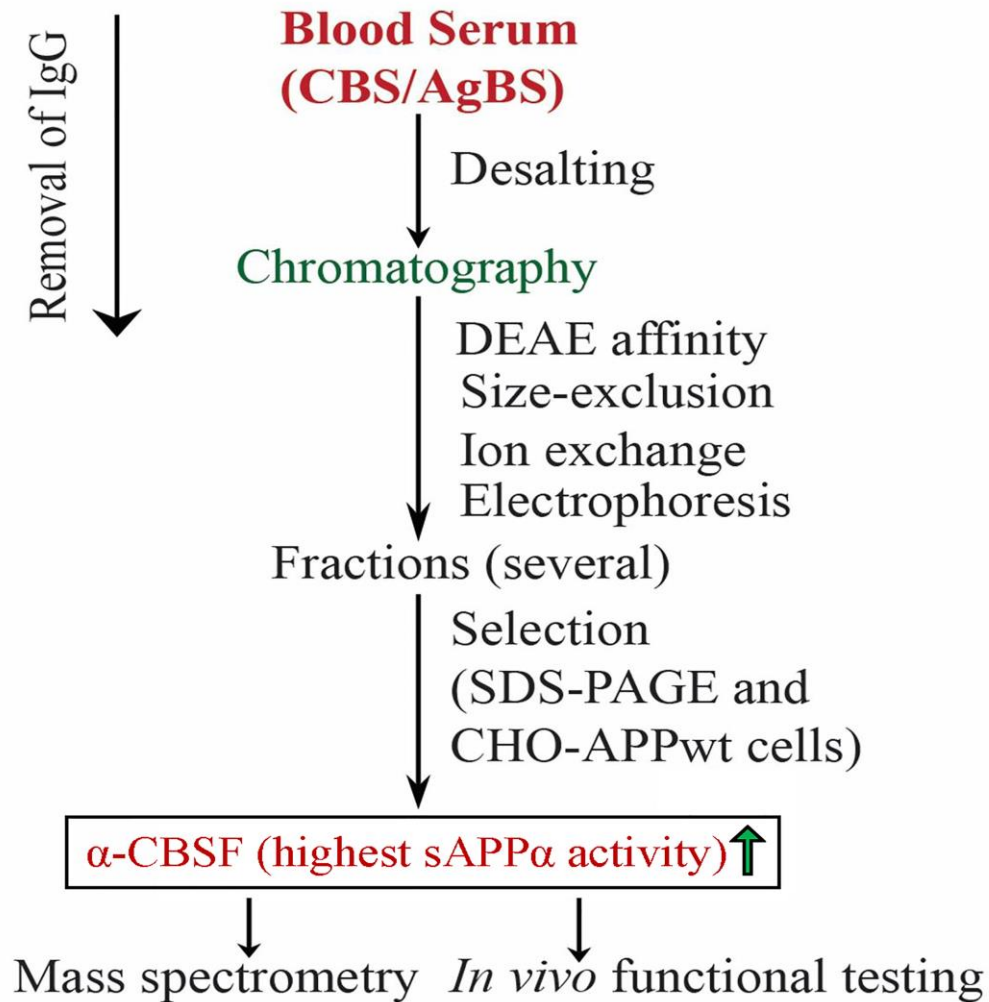 Removal of IgG
Blood Serum
(CBS/AgBS)
Desalting
Chromatography
DEAE affinity
Size-exclusion
Ion exchange
Electrophoresis
Fractions (several)
Selection
(SDS-PAGE and
CHO-APPwt cells)
α-CBSF (highest sAPPα activity)
Mass spectrometry
In vivo functional testing